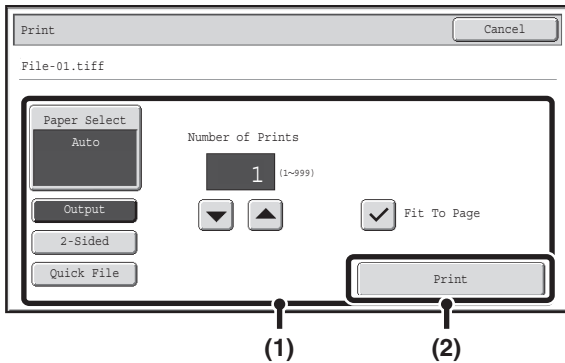 Print
Cancel
File-01.tiff
Paper Select
Auto
Number of Prints
1 (1~999)
Output
Fit To Page
2-Sided
Quick File
Print
(1)
(2)